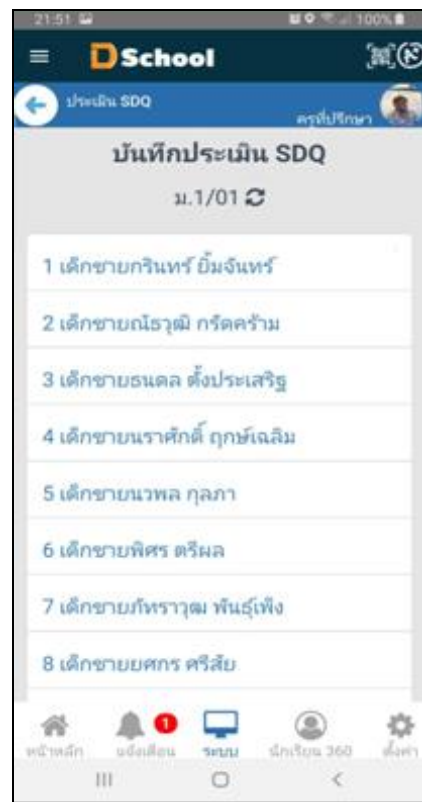 21:51
100%
DSchool
ประเมิน SDQ
ครูที่ปรึกษา
บันทึกประเมิน SDQ
ม.1/01
1 เด็กชายกรินทร์ ยิ้มจันทร์
2 เด็กชายณัธวุฒิ กรัดคร้าม
3 เด็กชายธนดล ตั้งประเสริฐ
4 เด็กชายนราศักดิ์ ฤกษ์เฉลิม
5 เด็กชายนวพล กุลภา
6 เด็กชายพิศร ตรีผล
7 เด็กชายภัทราวุฒ พันธุ์เพ็ง
8 เด็กชายยศกร ศรีสัย
1
หน้าหลัก แจ้งเตือน ระบบ นักเรียน 360 ตั้งค่า